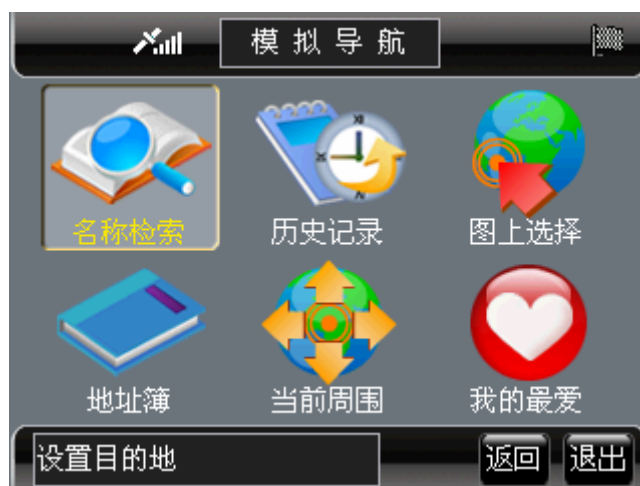 模拟导航
名称检索
历史记录
图上选择
地址簿
当前周围
我的最爱
设置目的地
返回
退出